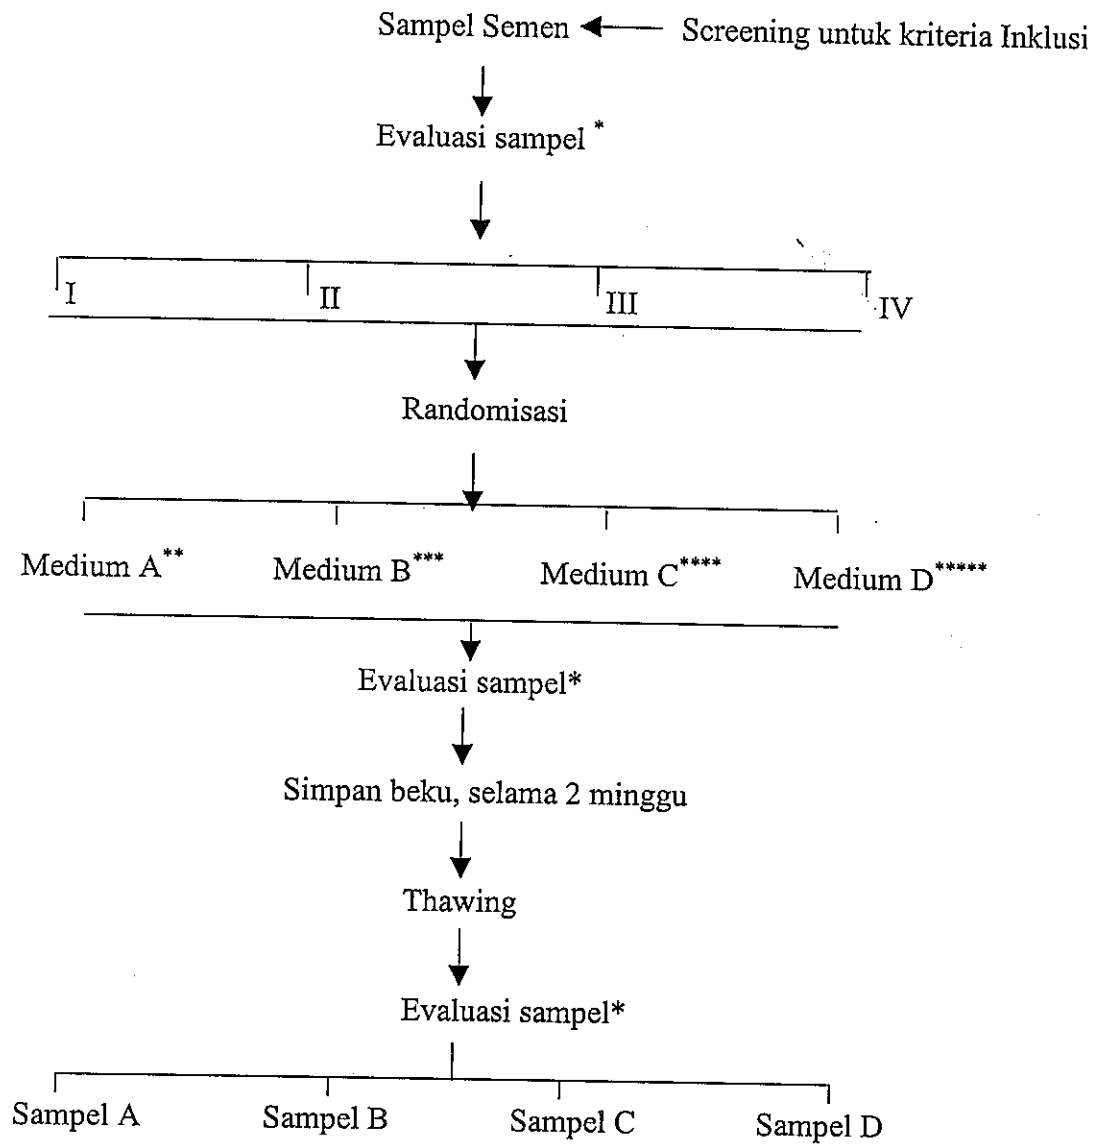 Sampel Semen Screening untuk kriteria Inklusi
Evaluasi sampel *
I II III IV
Randomisasi
Medium A** Medium B*** Medium C**** Medium D*****
Evaluasi sampel*
Simpan beku, selama 2 minggu
Thawing
Evaluasi sampel*
Sampel A Sampel B Sampel C Sampel D